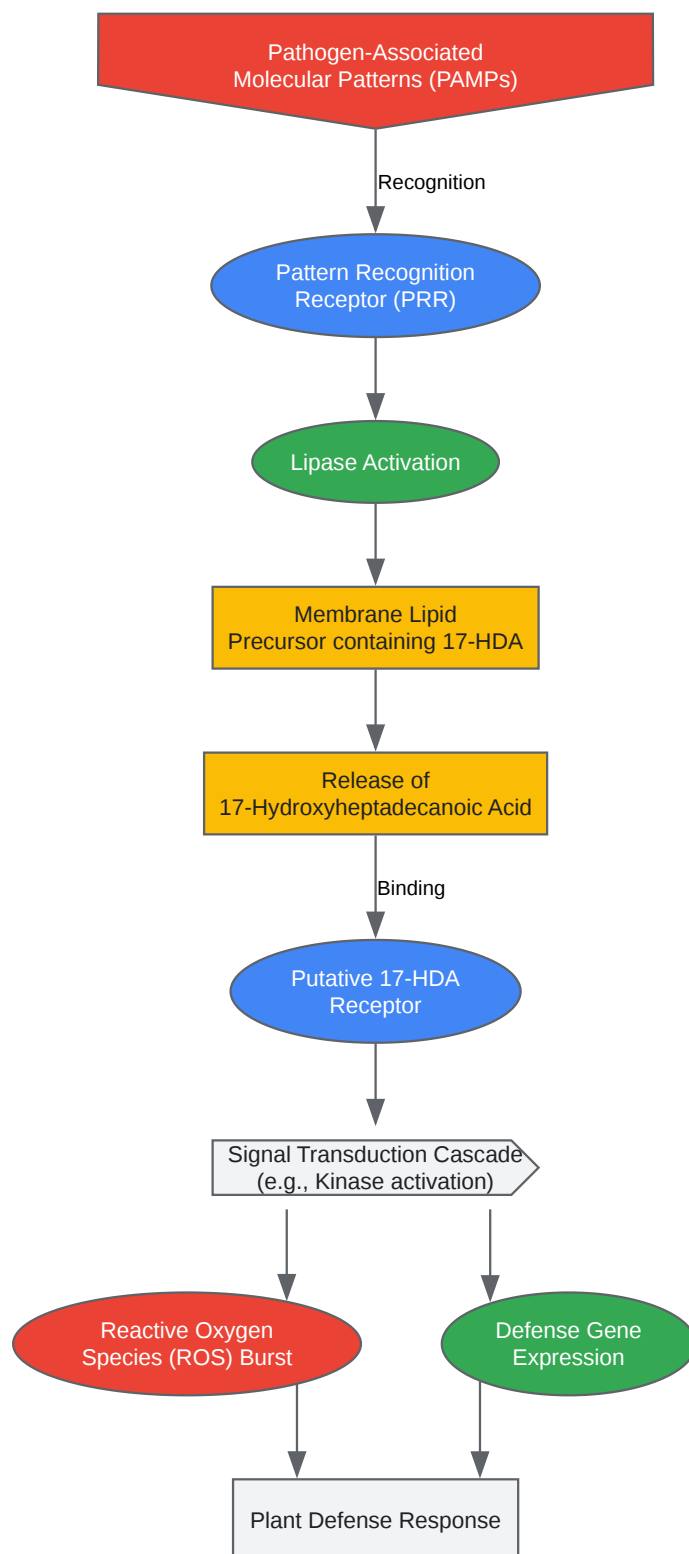 Pathogen-Associated
Molecular Patterns (PAMPs)
Recognition
Pattern Recognition
Receptor (PRR)
Lipase Activation
Membrane Lipid
Precursor containing 17-HDA
Release of
17-Hydroxyheptadecanoic Acid
Binding
Putative 17-HDA
Receptor
Signal Transduction Cascade
(e.g., Kinase activation)
Reactive Oxygen
Species (ROS) Burst
Defense Gene
Expression
Plant Defense Response